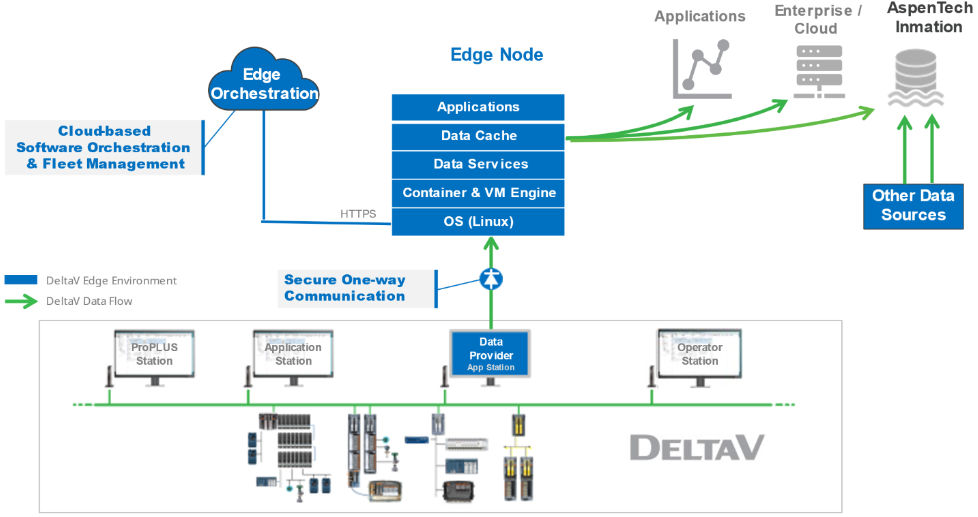 Applications
Enterprise /
Cloud
AspenTech
Inmation
Edge Node
Edge
Orchestration
Applications
Data Cache
Data Services
Container & VM Engine
OS (Linux)
Cloud-based
Software Orchestration
& Fleet Management
HTTPS
Other Data
Sources
Secure One-way
Communication
DeltaV Edge Environment
DeltaV Data Flow
ProPLUS
Station
Application
Station
Data
Provider
App Station
Operator
Station
DELTAV